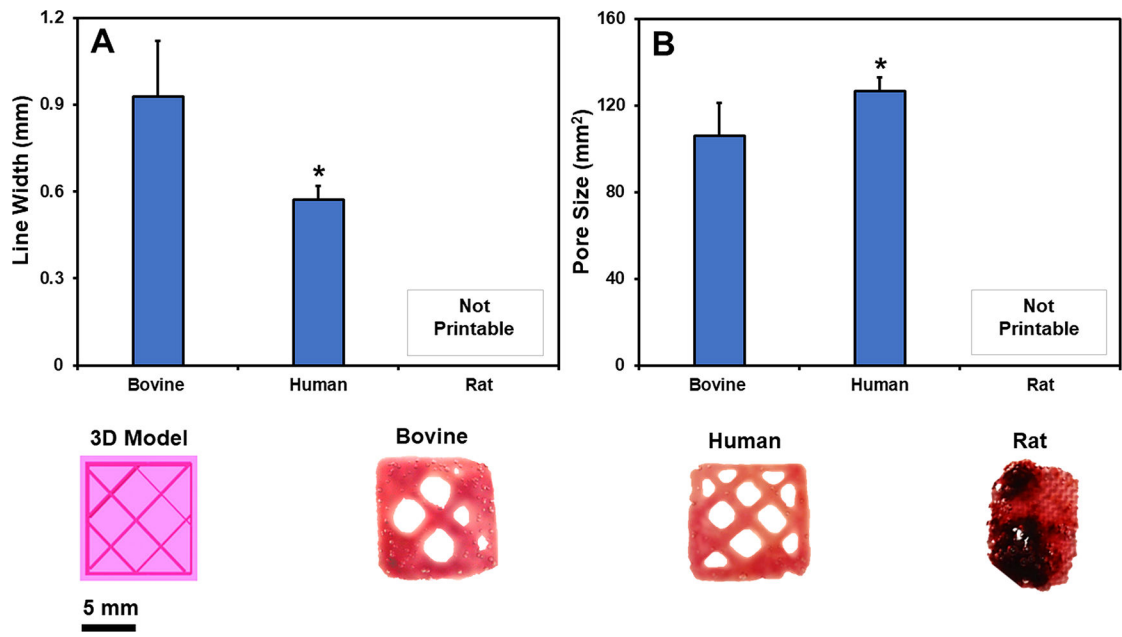 A
Line Width (mm)
1.2
0.9
0.6
0.3
0
*
Not
Printable
Bovine
Human
Rat
B
Pore Size (mm²)
160
120
80
40
0
*
Not
Printable
Bovine
Human
Rat
3D Model
Bovine
Human
Rat
5 mm